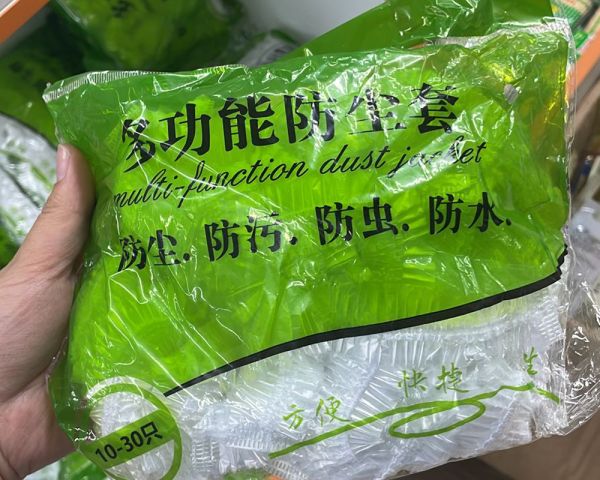 多功能防尘套
multi-function dust jacket
防尘.防污.防虫.防水.
方便 快捷 生
10-30只